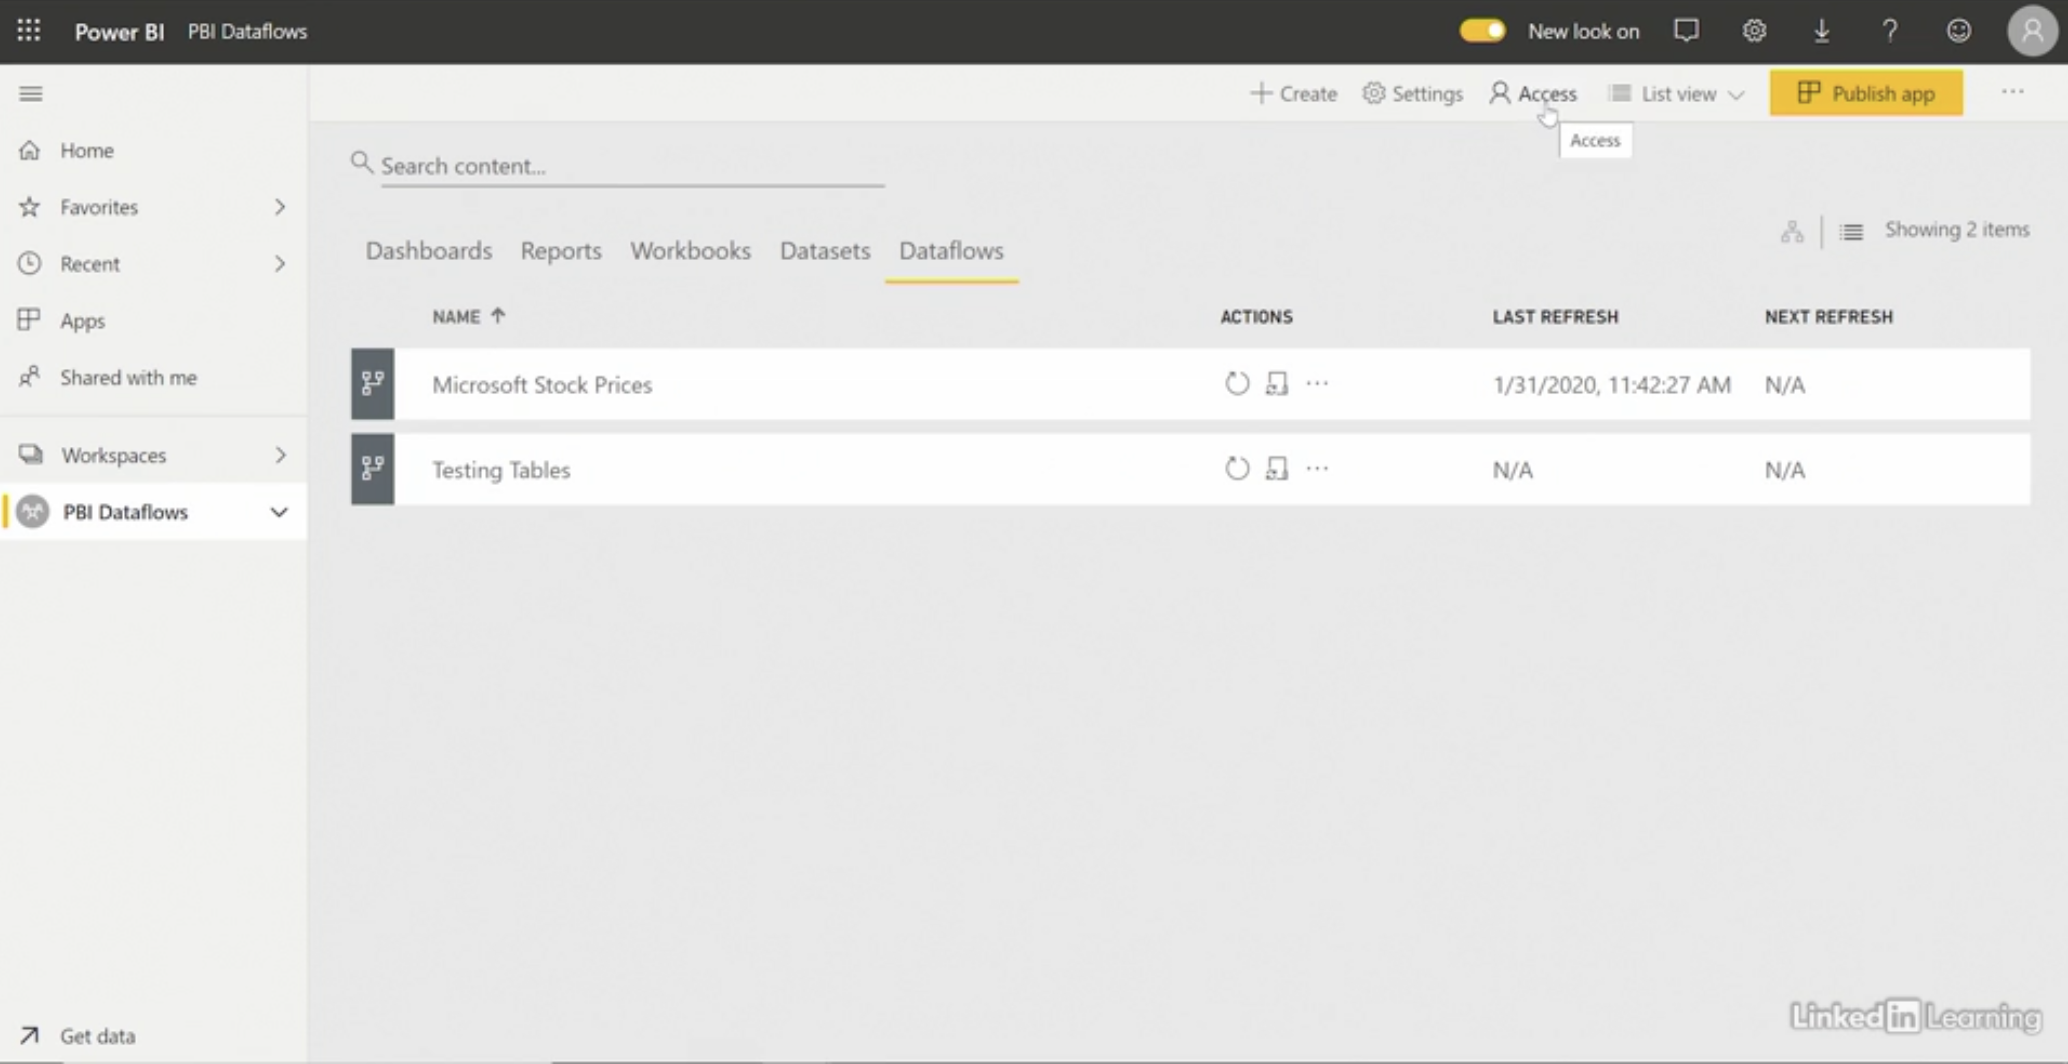 Power BI PBI Dataflows New look on
Create Settings Access List view Publish app
Access
Home
Favorites
Recent
Apps
Shared with me
Workspaces
PBI Dataflows
Get data
Search content...
Showing 2 items
Dashboards Reports Workbooks Datasets Dataflows
NAME ACTIONS LAST REFRESH NEXT REFRESH
Microsoft Stock Prices 1/31/2020, 11:42:27 AM N/A
Testing Tables N/A N/A
Linked in Learning